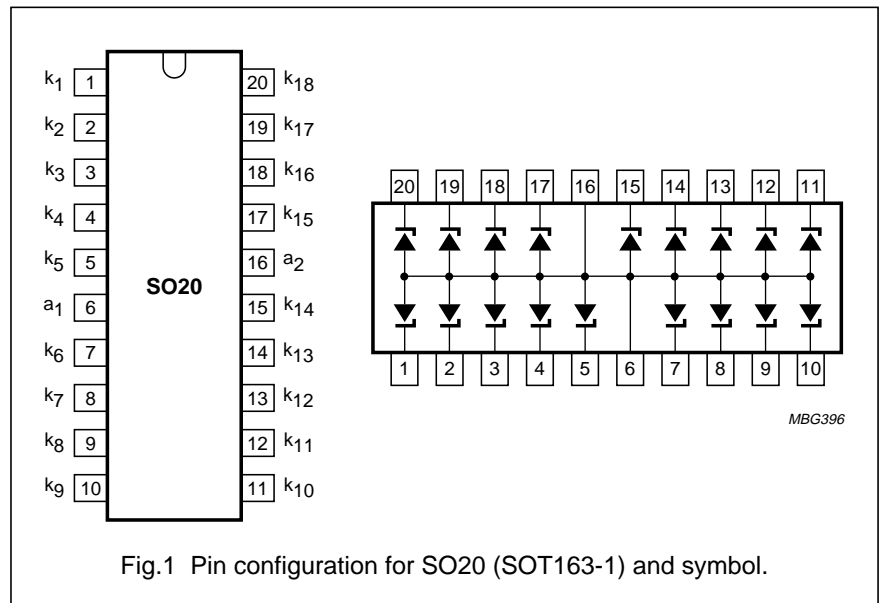 k1 1 20 k18
k2 2 19 k17
k3 3 18 k16
k4 4 17 k15
k5 5 16 a2
SO20
a1 6 15 k14
k6 7 14 k13
k7 8 13 k12
k8 9 12 k11
k9 10 11 k10
20 19 18 17 16 15 14 13 12 11
1 2 3 4 5 6 7 8 9 10
MBG396
Fig.1 Pin configuration for SO20 (SOT163-1) and symbol.